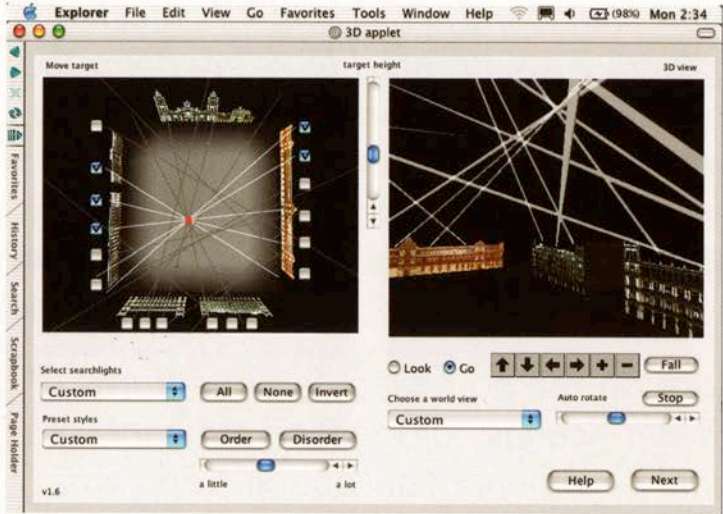 Explorer File Edit View Go Favorites Tools Window Help (98%) Mon 2:34
3D applet
Move target
target height
3D view
Favorites
History
Search
Scrapbook
Page Holder
Select searchlights
Custom
All None Invert
Preset styles
Custom
Order Disorder
a little a lot
v1.6
Look Go Fall
Choose a world view
Auto rotate Stop
Custom
Help Next